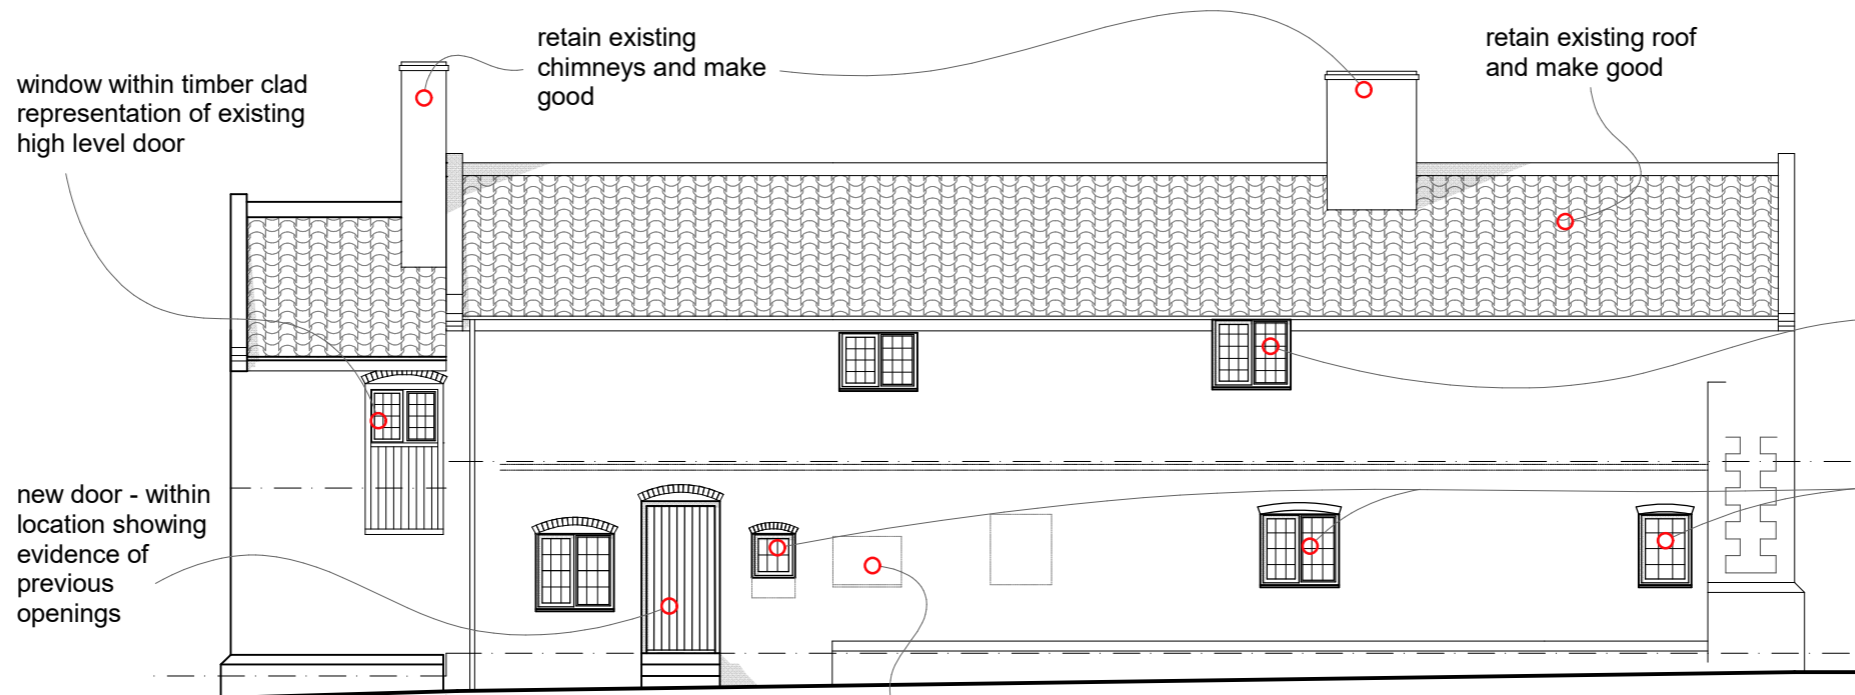 window within timber clad
representation of existing
high level door
retain existing
chimneys and make
good
retain existing roof
and make good
new door - within
location showing
evidence of
previous
openings